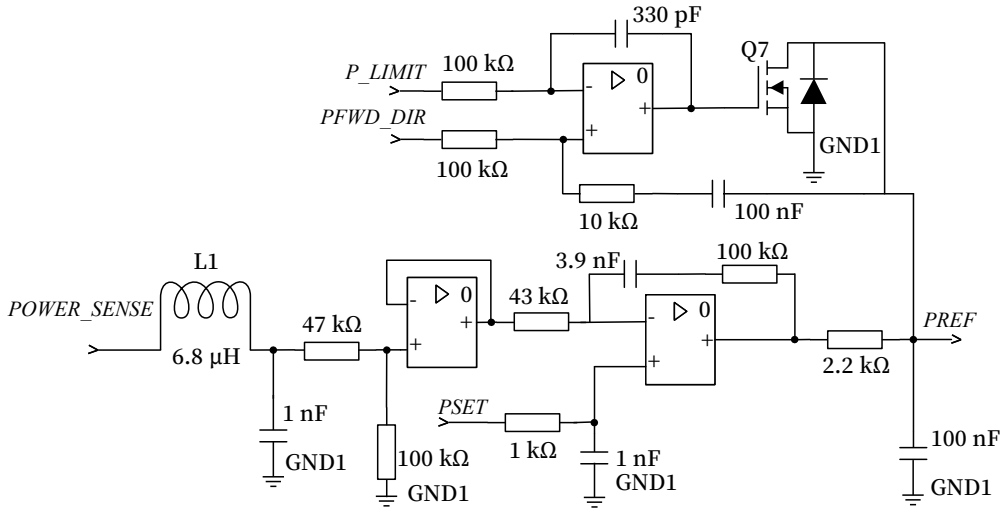 330 pF
Q7
P_LIMIT
100 kΩ
0
-
+
PFWD_DIR
+
100 kΩ
GND1
10 kΩ
100 nF
L1
3.9 nF
100 kΩ
0
-
+
43 kΩ
0
-
+
POWER_SENSE
47 kΩ
PREF
6.8 μH
+
+
2.2 kΩ
1 nF
PSET
GND1
100 kΩ
1 kΩ
1 nF
100 nF
GND1
GND1
GND1